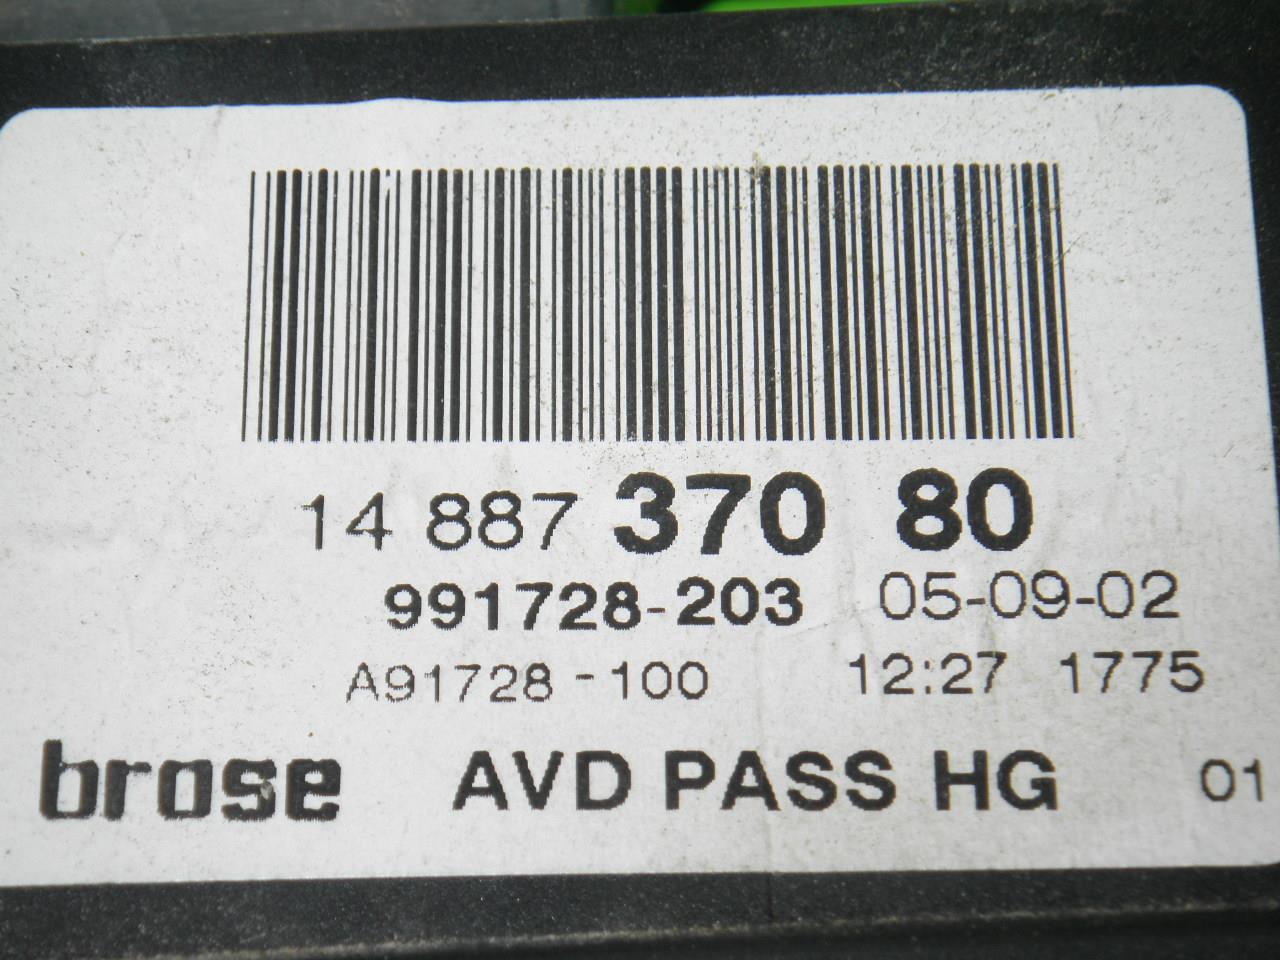 14 887 370 80
991728-203 05-09-02
A91728-100 12:27 1775
brose AVD PASS HG 01